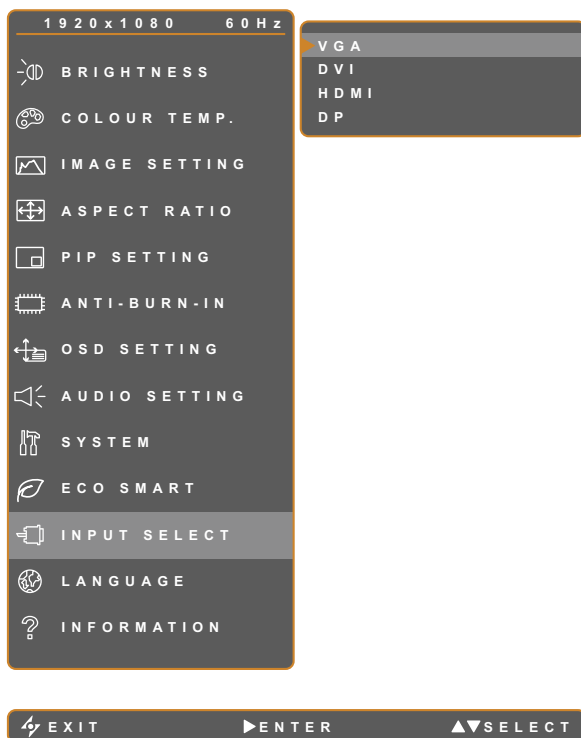 1920x1080 60Hz
BRIGHTNESS
COLOUR TEMP.
IMAGE SETTING
ASPECT RATIO
PIP SETTING
ANTI-BURN-IN
OSD SETTING
AUDIO SETTING
SYSTEM
ECO SMART
INPUT SELECT
LANGUAGE
INFORMATION
VGA
DVI
HDMI
DP
EXIT ENTER SELECT